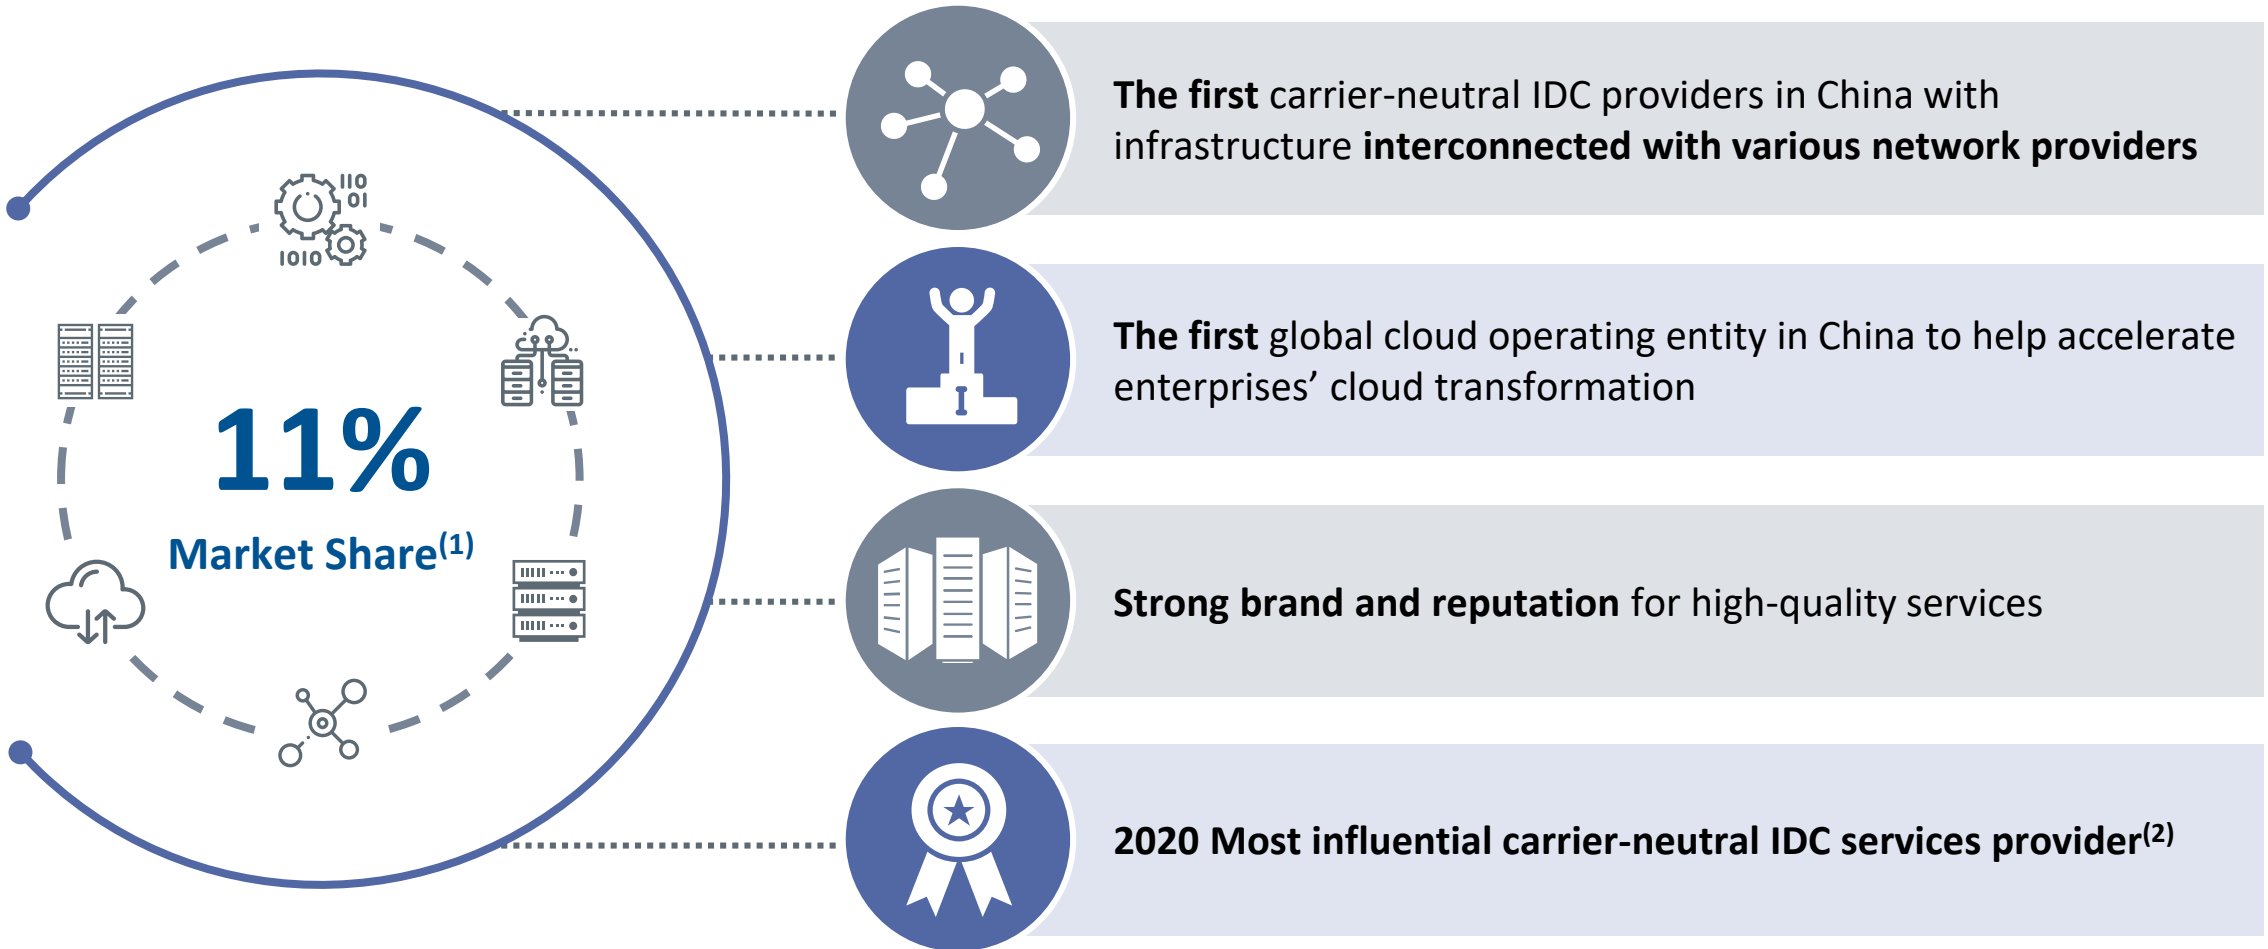 110
01
1010
11%
Market Share(1)
The first carrier-neutral IDC providers in China with
infrastructure interconnected with various network providers
I
The first global cloud operating entity in China to help accelerate
enterprises’ cloud transformation
Strong brand and reputation for high-quality services
2020 Most influential carrier-neutral IDC services provider(2)